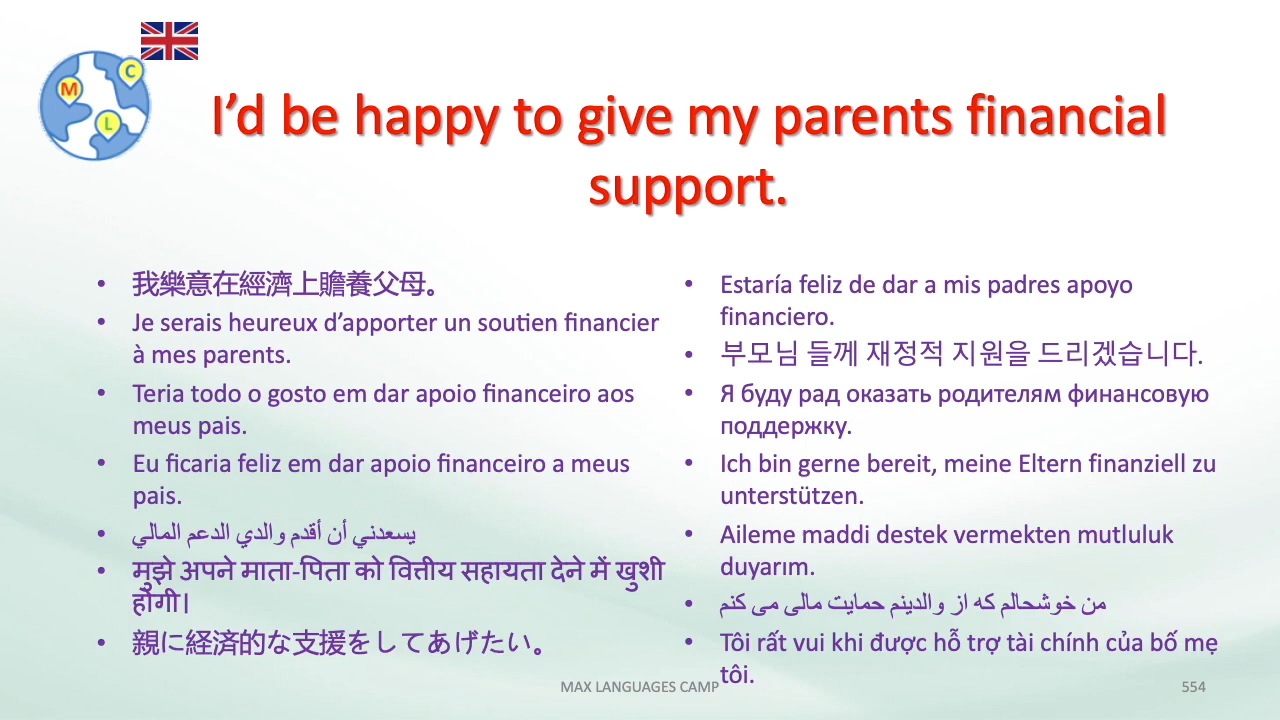 M
C
L
I’d be happy to give my parents financial
support.
• 我樂意在經濟上贍養父母。
• Je serais heureux d’apporter un soutien financier
à mes parents.
• Teria todo o gosto em dar apoio financeiro aos
meus pais.
• Eu ficaria feliz em dar apoio financeiro a meus
pais.
• يسعدني أن أقدم والدي الدعم المالي
• मुझे अपने माता-पिता को वित्तीय सहायता देने में खुशी
होगी।
• 親に経済的な支援をしてあげたい。
• Estaría feliz de dar a mis padres apoyo
financiero.
• 부모님 들께 재정적 지원을 드리겠습니다.
• Я буду рад оказать родителям финансовую
поддержку.
• Ich bin gerne bereit, meine Eltern finanziell zu
unterstützen.
• Aileme maddi destek vermekten mutluluk
duyarım.
• من خوشحالم که از والدینم حمایت مالی می کنم
• Tôi rất vui khi được hỗ trợ tài chính của bố mẹ
tôi.
MAX LANGUAGES CAMP
554